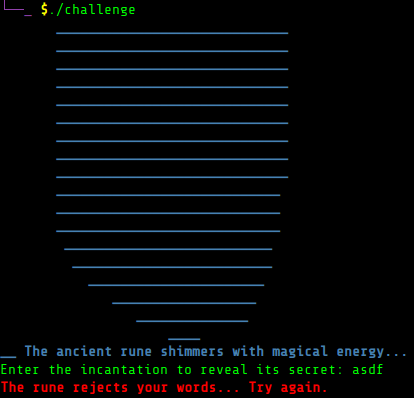 └──_ $./challenge
__ The ancient rune shimmers with magical energy...
Enter the incantation to reveal its secret: asdf
The rune rejects your words... Try again.